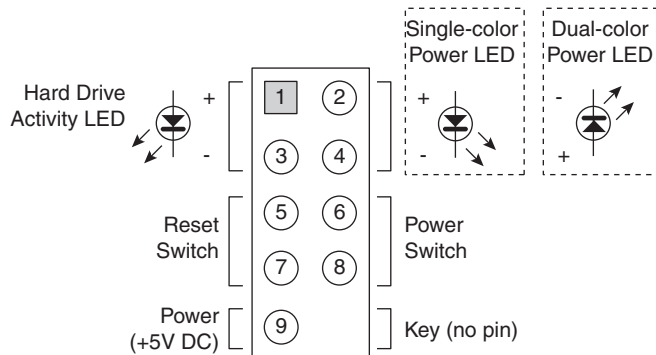 Single-color
Power LED
Dual-color
Power LED
Hard Drive
Activity LED
+
-
1
2
3
4
+
-
-
+
Reset
Switch
5
6
7
8
Power
Switch
Power
(+5V DC)
9
Key (no pin)